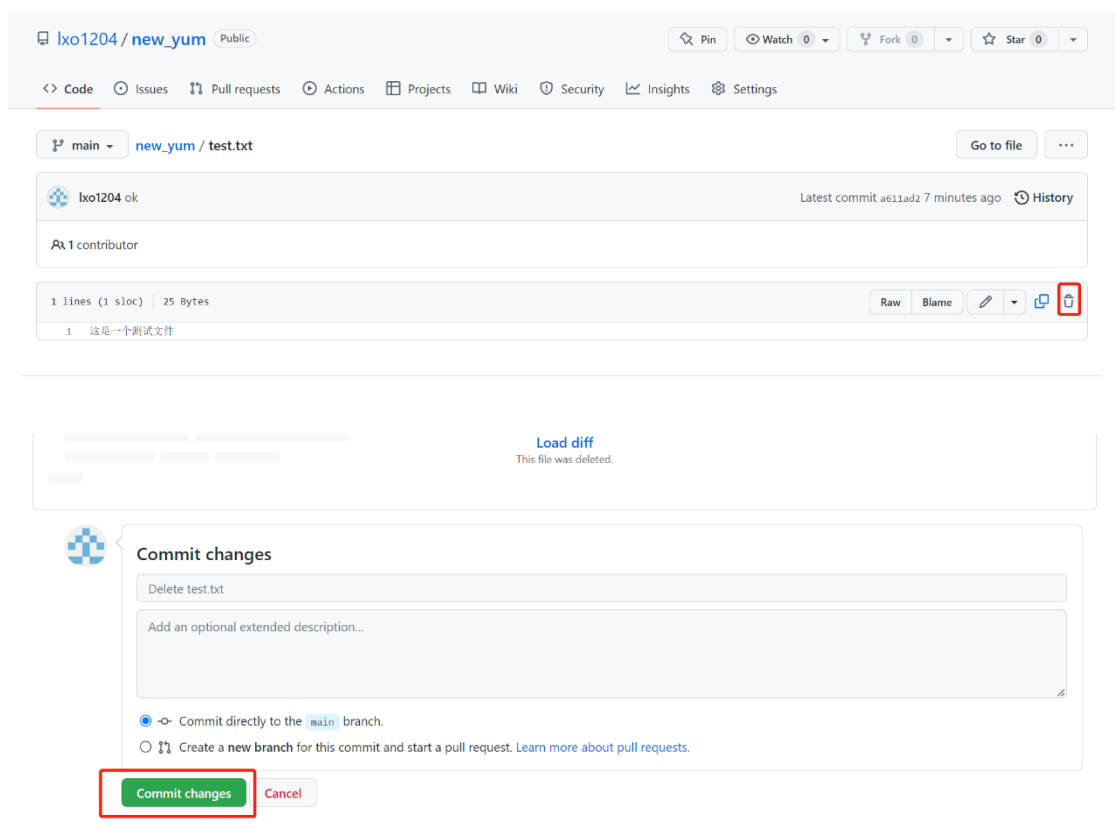 lxo1204 / new_yum Public Pin Watch 0 Fork 0 Star 0
Code Issues Pull requests Actions Projects Wiki Security Insights Settings
main new_yum / test.txt Go to file ...
lxo1204 ok Latest commit a611ad2 7 minutes ago History
1 contributor
1 lines (1 sloc) 25 Bytes Raw Blame
1 这是一个测试文件
Load diff
This file was deleted.
Commit changes
Delete test.txt
Add an optional extended description...
Commit directly to the main branch.
Create a new branch for this commit and start a pull request. Learn more about pull requests.
Commit changes Cancel